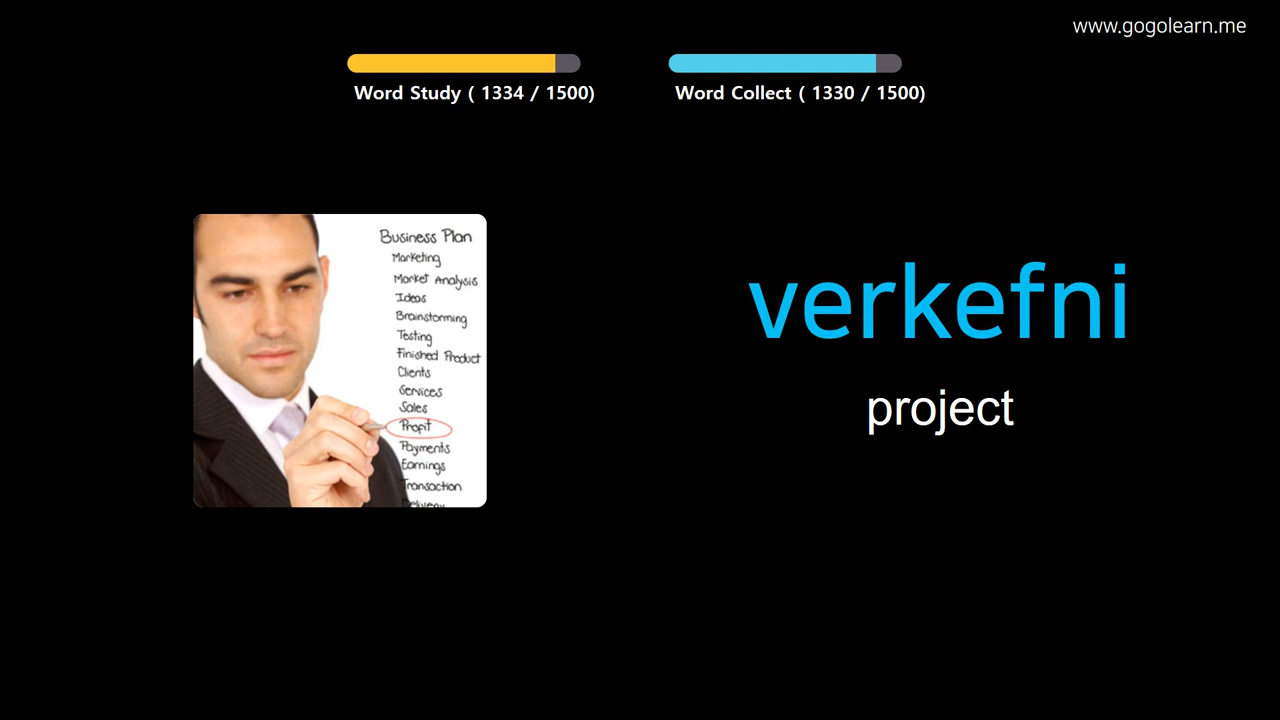 www.gogolearn.me
Word Study ( 1334 / 1500)
Word Collect ( 1330 / 1500)
Business Plan
Marketing
Market Analysis
Ideas
Brainstorming
Testing
Finished Product
Clients
Services
Sales
Profit
Payments
Earnings
Transaction
Delivery
verkefni
project